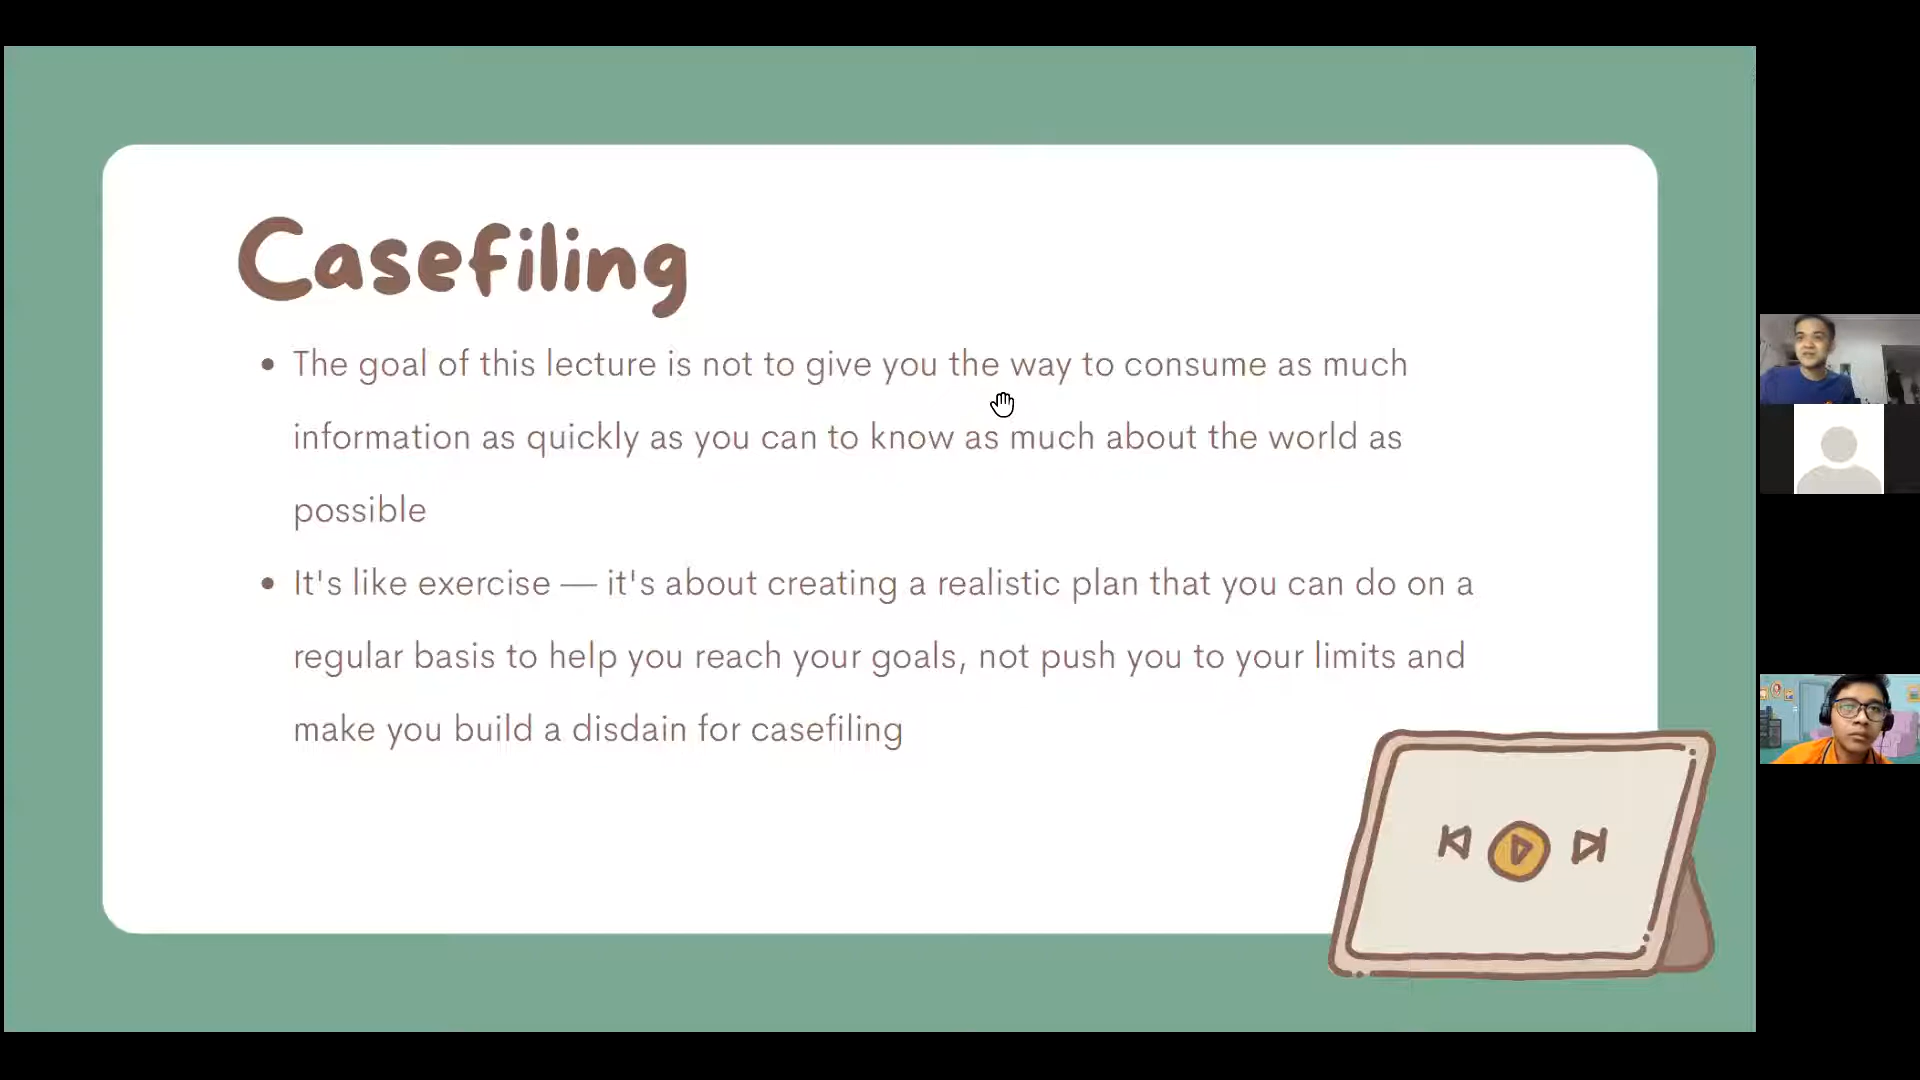 Casefiling
The goal of this lecture is not to give you the way to consume as much
information as quickly as you can to know as much about the world as
possible
It's like exercise — it's about creating a realistic plan that you can do on a
regular basis to help you reach your goals, not push you to your limits and
make you build a disdain for casefiling